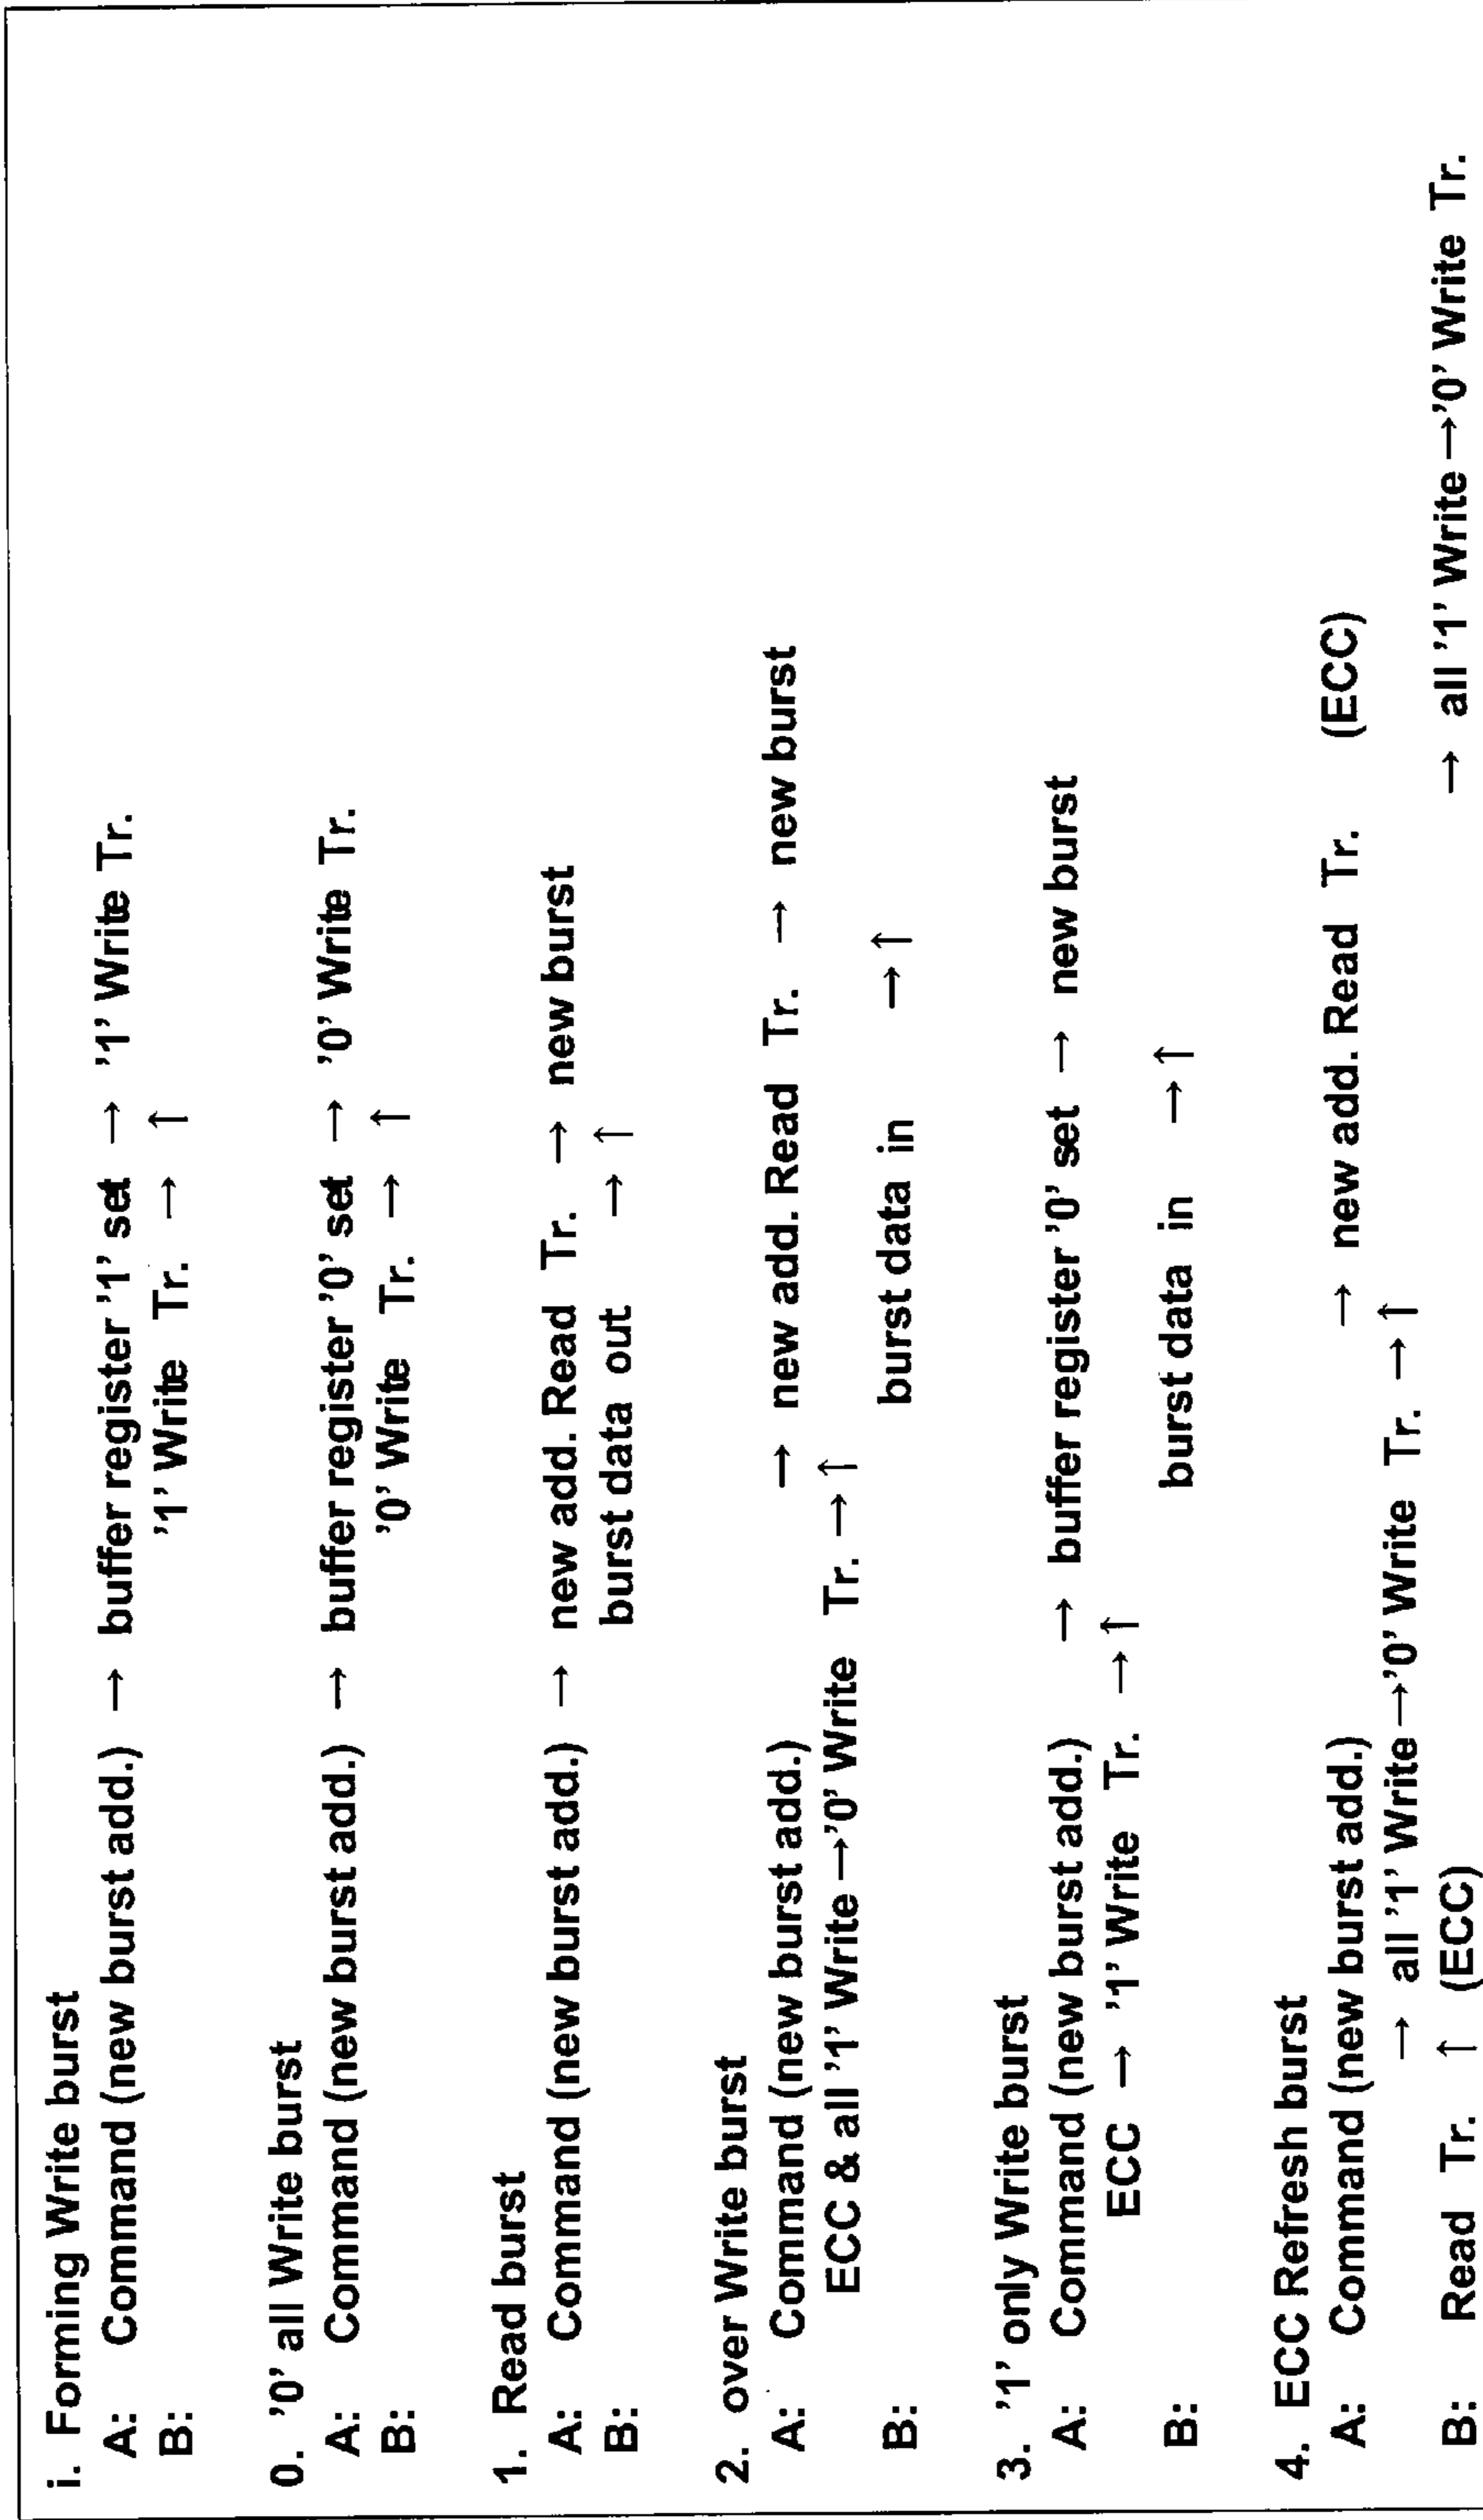 i. Forming Write burst
A: Command (new burst add.) → buffer register '1' set → '1' Write Tr.
B: '1' Write Tr. → ↑
0. '0' all Write burst
A: Command (new burst add.) → buffer register '0' set → '0' Write Tr.
B: '0' Write Tr. → ↑
1. Read burst
A: Command (new burst add.) → new add. Read Tr. → new burst
B: burst data out → ↑
2. over Write burst
A: Command (new burst add.) → new add. Read Tr. → new burst
ECC & all '1' Write→'0' Write Tr. →↑
B: burst data in →↑
3. '1' only Write burst
A: Command (new burst add.) → buffer register '0' set → new burst
ECC → '1' Write Tr. →↑
B: burst data in →↑
4. ECC Refresh burst
A: Command (new burst add.) → new add. Read Tr. (ECC)
→ all '1' Write→'0' Write Tr. →↑
B: Read Tr. ↑ (ECC) → all '1' Write→'0' Write Tr.